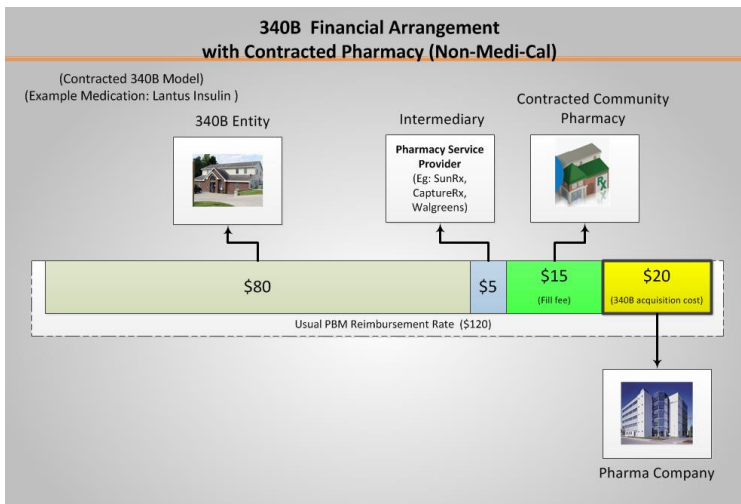 340B  Financial Arrangement
with Contracted Pharmacy (Non-Medi-Cal)
(Contracted 340B Model)
(Example Medication: Lantus Insulin )
340B Entity
Intermediary
Contracted Community
Pharmacy
Pharmacy Service
Provider
(Eg: SunRx,
CaptureRx,
Walgreens)
Rx
$80
$5
$15
(Fill fee)
$20
(340B acquisition cost)
Usual PBM Reimbursement Rate  ($120)
Pharma Company